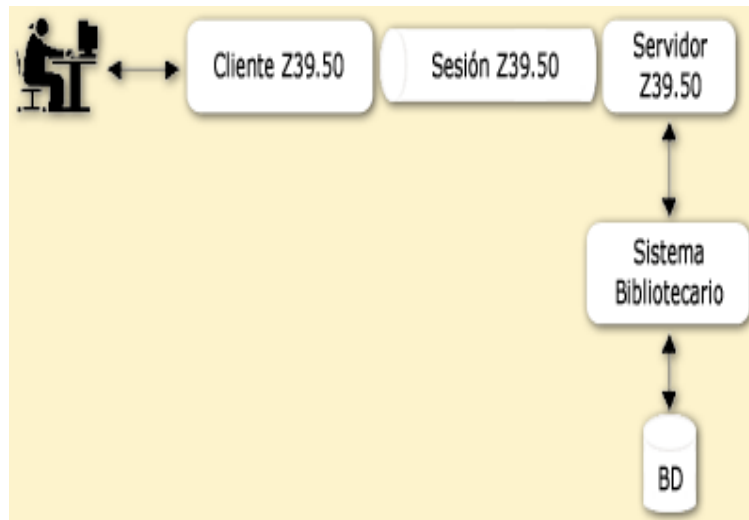 Cliente Z39.50
Sesión Z39.50
Servidor
Z39.50
Sistema
Bibliotecario
BD